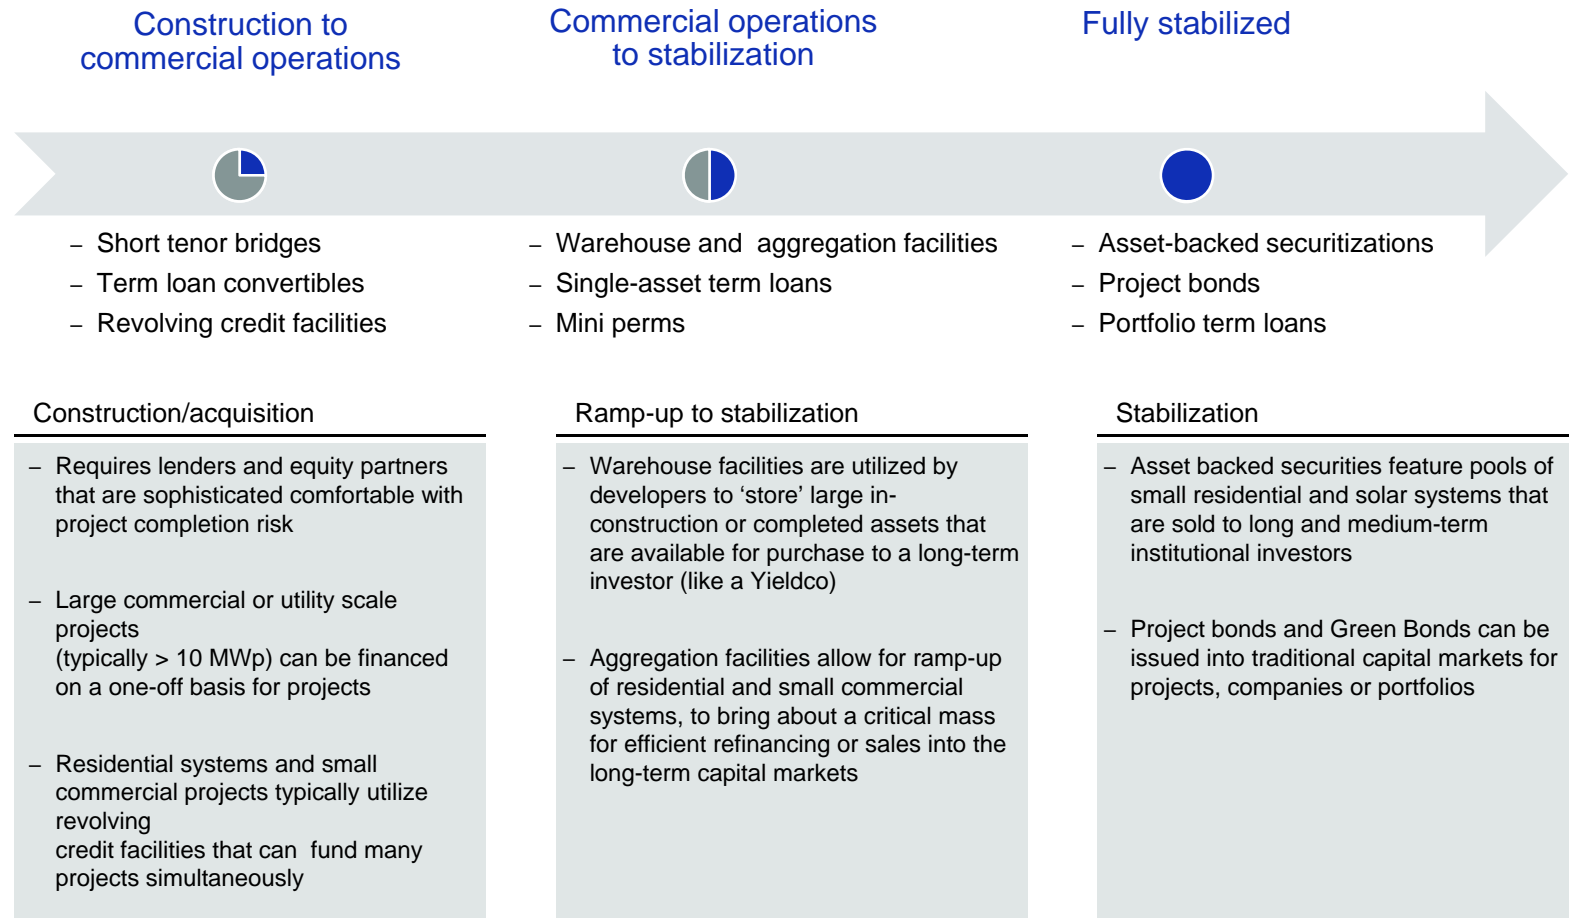 Construction to
commercial operations
Commercial operations
to stabilization
Fully stabilized
– Short tenor bridges
– Term loan convertibles
– Revolving credit facilities
– Warehouse and  aggregation facilities
– Single-asset term loans
– Mini perms
– Asset-backed securitizations
– Project bonds
– Portfolio term loans
Construction/acquisition
– Requires lenders and equity partners
that are sophisticated comfortable with
project completion risk
– Large commercial or utility scale
projects
(typically > 10 MWp) can be financed
on a one-off basis for projects
– Residential systems and small
commercial projects typically utilize
revolving
credit facilities that can  fund many
projects simultaneously
Ramp-up to stabilization
– Warehouse facilities are utilized by
developers to ‘store’ large in-
construction or completed assets that
are available for purchase to a long-term
investor (like a Yieldco)
– Aggregation facilities allow for ramp-up
of residential and small commercial
systems, to bring about a critical mass
for efficient refinancing or sales into the
long-term capital markets
Stabilization
– Asset backed securities feature pools of
small residential and solar systems that
are sold to long and medium-term
institutional investors
– Project bonds and Green Bonds can be
issued into traditional capital markets for
projects, companies or portfolios